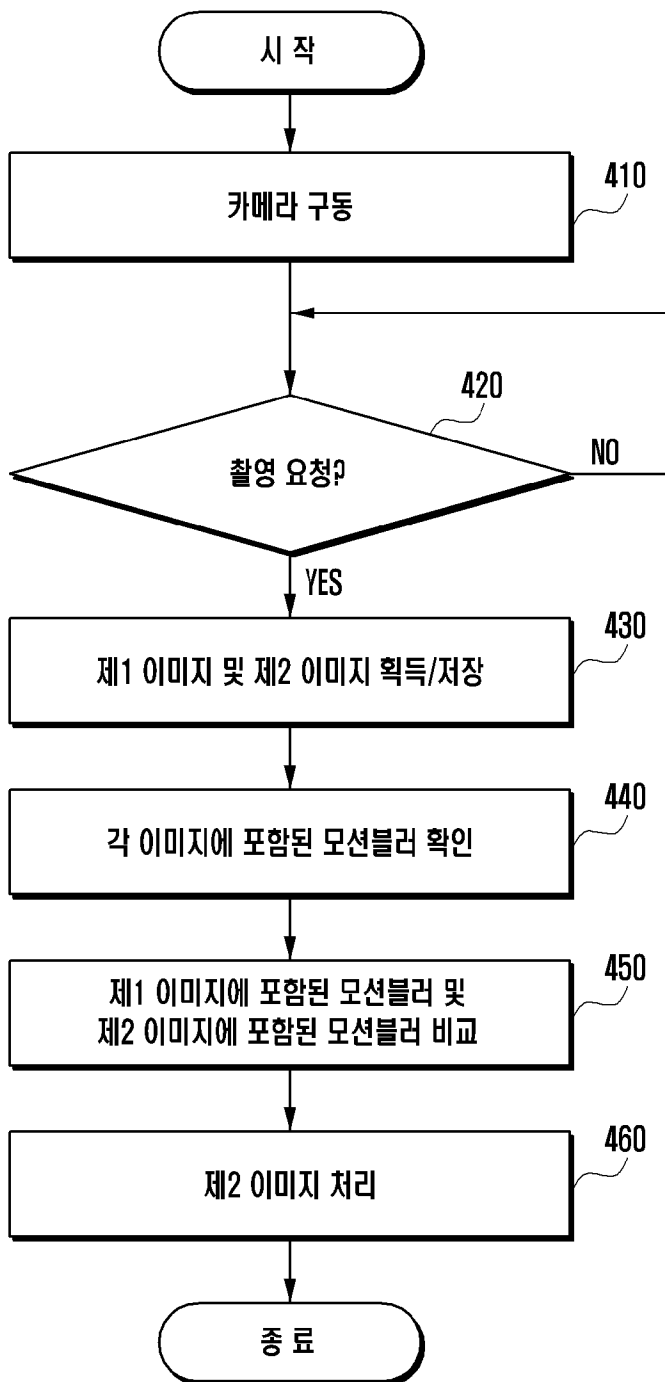 시 작
카메라 구동
410
420
촬영 요청?
NO
YES
430
제1 이미지 및 제2 이미지 획득/저장
440
각 이미지에 포함된 모션블러 확인
450
제1 이미지에 포함된 모션블러 및
제2 이미지에 포함된 모션블러 비교
460
제2 이미지 처리
종 료